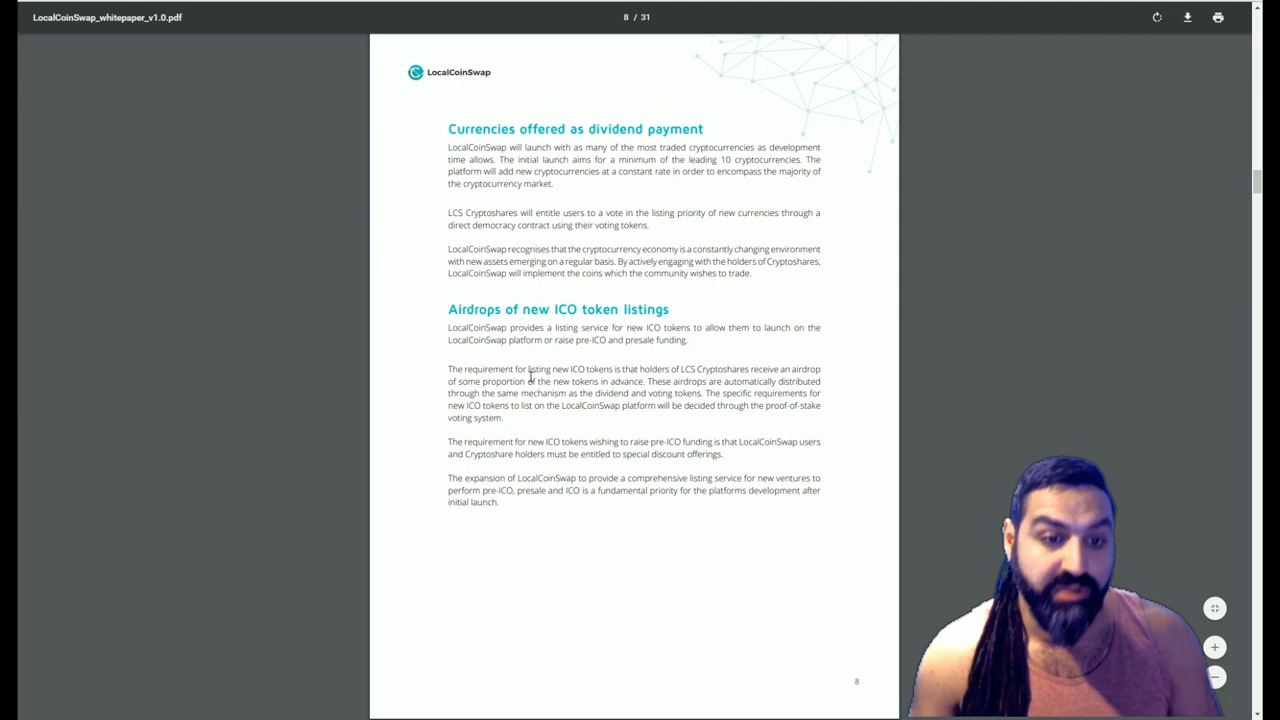 LocalCoinSwap_whitepaper_v1.0.pdf
8 / 31
LocalCoinSwap
Currencies offered as dividend payment
LocalCoinSwap will launch with as many of the most traded cryptocurrencies as development
time allows. The initial launch aims for a minimum of the leading 10 cryptocurrencies. The
platform will add new cryptocurrencies at a constant rate in order to encompass the majority of
the cryptocurrency market.
LCS Cryptoshares will entitle users to a vote in the listing priority of new currencies through a
direct democracy contract using their voting tokens.
LocalCoinSwap recognises that the cryptocurrency economy is a constantly changing environment
with new assets emerging on a regular basis. By actively engaging with the holders of Cryptoshares,
LocalCoinSwap will implement the coins which the community wishes to trade.
Airdrops of new ICO token listings
LocalCoinSwap provides a listing service for new ICO tokens to allow them to launch on the
LocalCoinSwap platform or raise pre-ICO and presale funding.
The requirement for listing new ICO tokens is that holders of LCS Cryptoshares receive an airdrop
of some proportion of the new tokens in advance. These airdrops are automatically distributed
through the same mechanism as the dividend and voting tokens. The specific requirements for
new ICO tokens to list on the LocalCoinSwap platform will be decided through the proof-of-stake
voting system.
The requirement for new ICO tokens wishing to raise pre-ICO funding is that LocalCoinSwap users
and Cryptoshare holders must be entitled to special discount offerings.
The expansion of LocalCoinSwap to provide a comprehensive listing service for new ventures to
perform pre-ICO, presale and ICO is a fundamental priority for the platforms development after
initial launch.
8